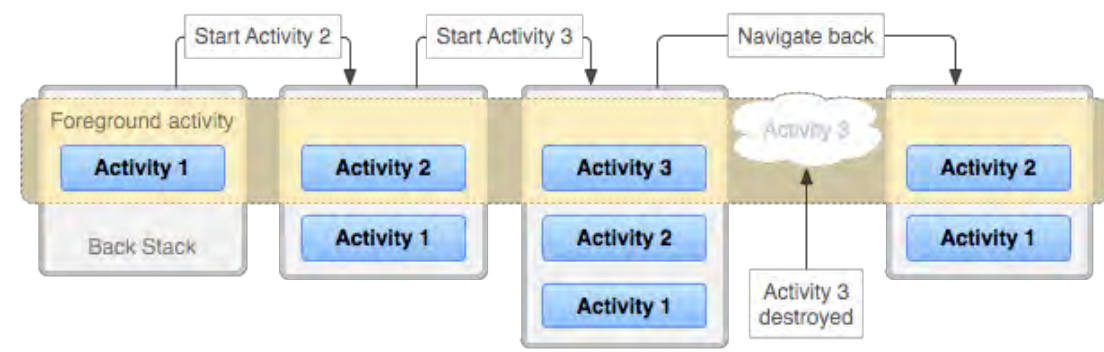 Start Activity 2
Start Activity 3
Navigate back
Foreground activity
Activity 1
Back Stack
Activity 2
Activity 1
Activity 3
Activity 2
Activity 1
Activity 3
Activity 3
destroyed
Activity 2
Activity 1